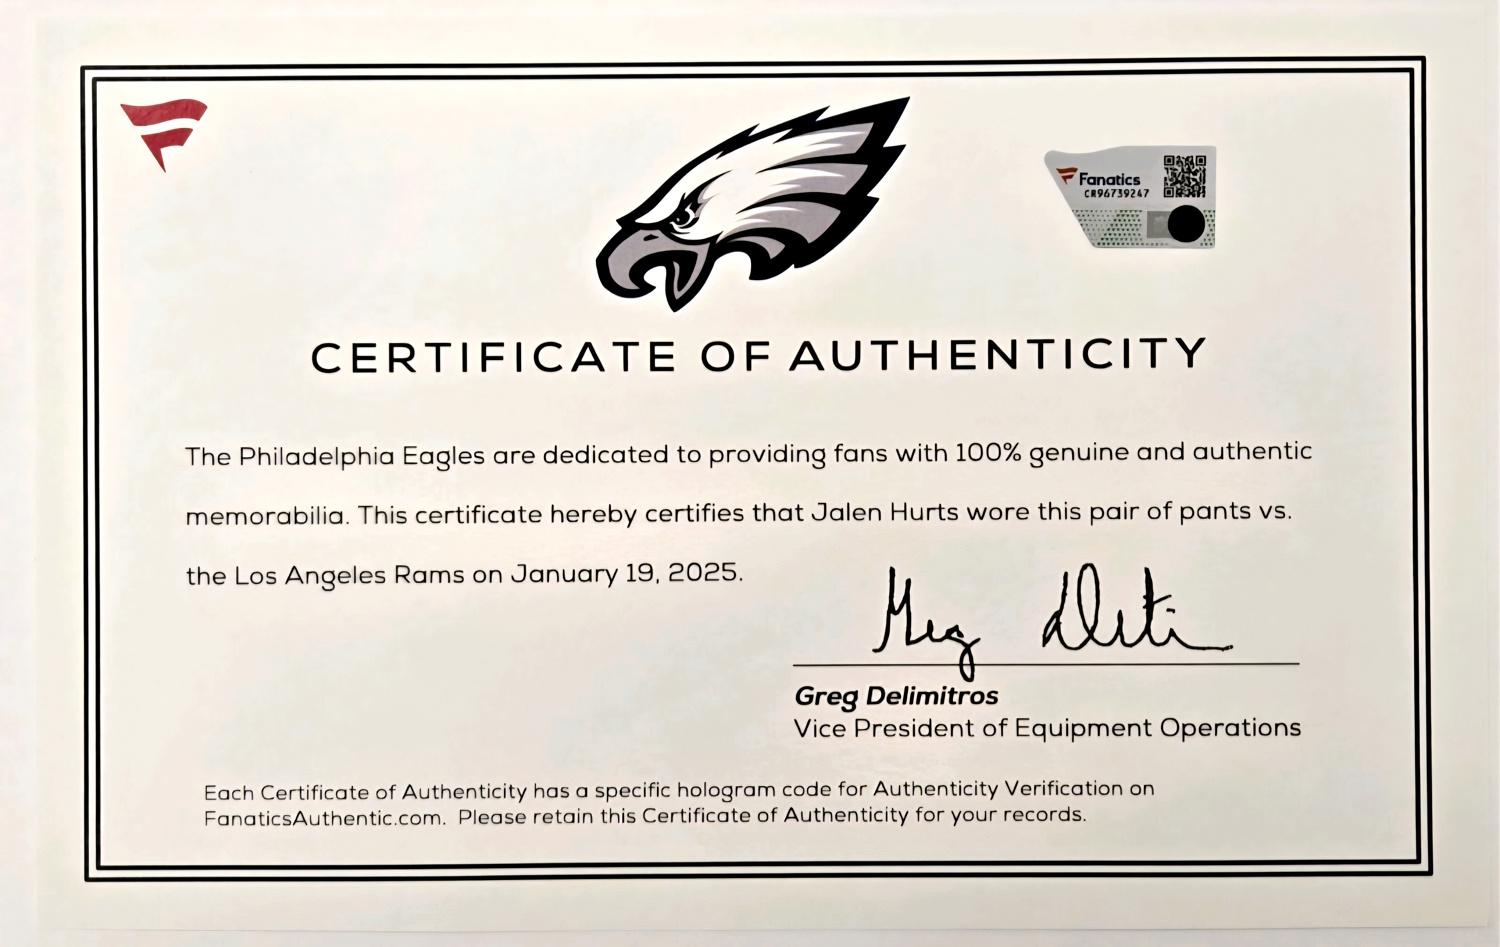 Fanatics
CR96739247
CERTIFICATE OF AUTHENTICITY
The Philadelphia Eagles are dedicated to providing fans with 100% genuine and authentic
memorabilia. This certificate hereby certifies that Jalen Hurts wore this pair of pants vs.
the Los Angeles Rams on January 19, 2025.
Greg Delimitros
Vice President of Equipment Operations
Each Certificate of Authenticity has a specific hologram code for Authenticity Verification on
FanaticsAuthentic.com. Please retain this Certificate of Authenticity for your records.